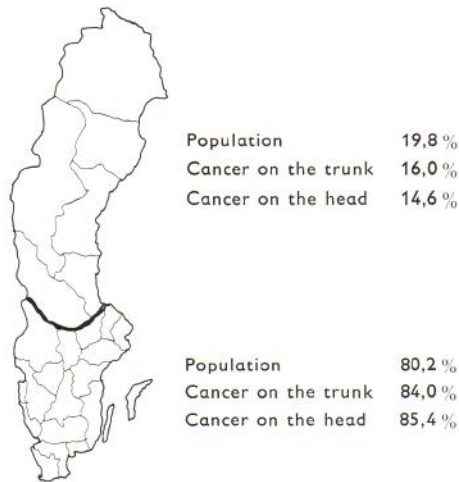 Population 19,8 %
Cancer on the trunk 16,0 %
Cancer on the head 14,6 %
Population 80,2 %
Cancer on the trunk 84,0 %
Cancer on the head 85,4 %